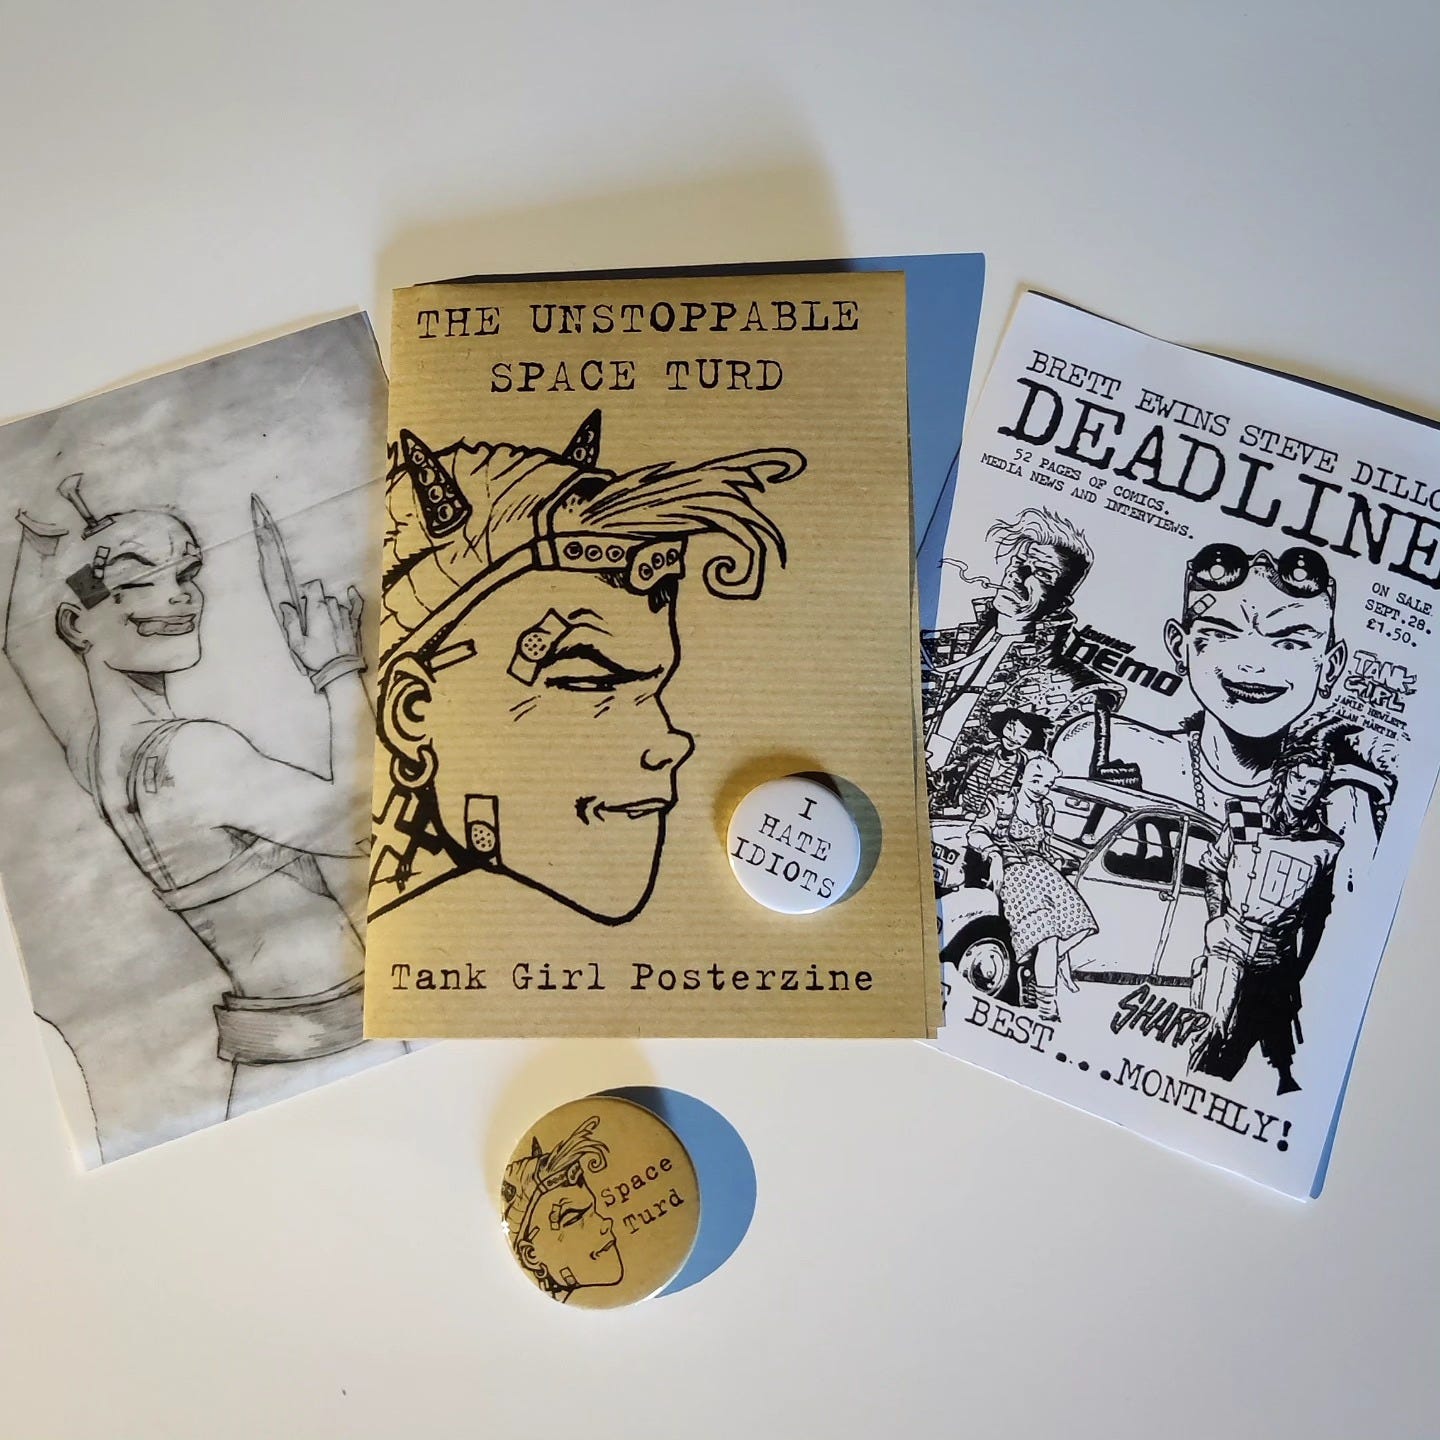 THE UNSTOPPABLE
SPACE TURD
I
HATE
IDIOTS
Tank Girl Posterzine
Space
Turd
BRETT EWINS STEVE DILLO
DEADLINE
52 PAGES OF COMICS.
MEDIA NEWS AND INTERVIEWS.
ON SALE
SEPT.28.
£1.50.
NEMO
TANK
GIRL
JAMIE HEWLETT
ALAN MARTIN
SHARP
BEST...MONTHLY!